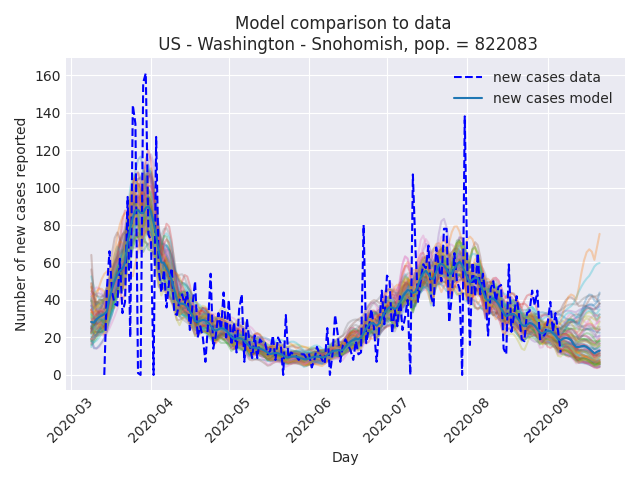 Model comparison to data
US - Washington - Snohomish, pop. = 822083
new cases data
new cases model
Number of new cases reported
160
140
120
100
80
60
40
20
0
2020-03
2020-04
2020-05
2020-06
2020-07
2020-08
2020-09
Day